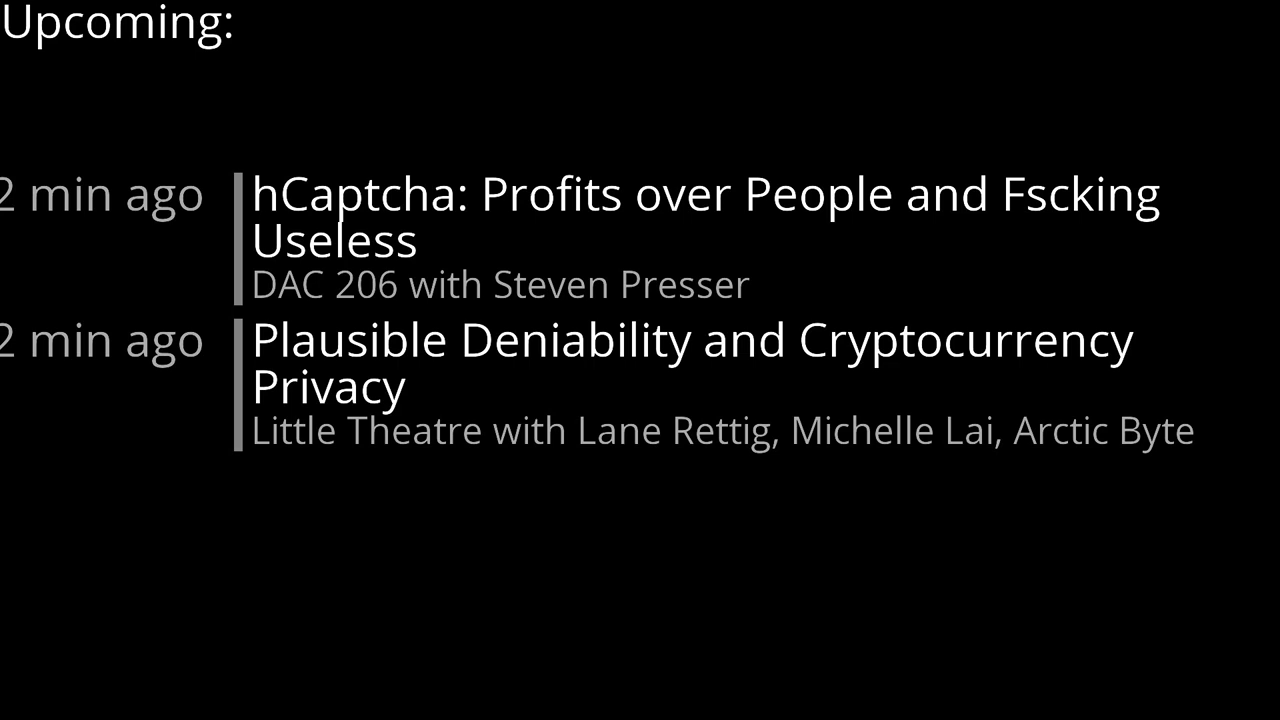 Upcoming:
2 min ago
hCaptcha: Profits over People and Fscking
Useless
DAC 206 with Steven Presser
2 min ago
Plausible Deniability and Cryptocurrency
Privacy
Little Theatre with Lane Rettig, Michelle Lai, Arctic Byte